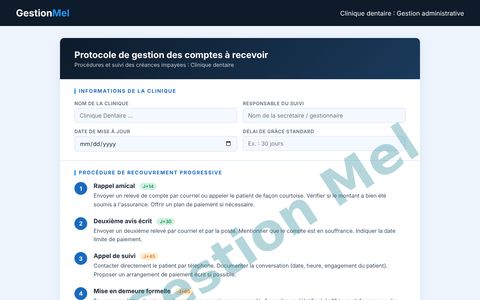 GestionMel
Clinique dentaire : Gestion administrative
Protocole de gestion des comptes à recevoir
Procédures et suivi des créances impayées : Clinique dentaire
INFORMATIONS DE LA CLINIQUE
NOM DE LA CLINIQUE
RESPONSABLE DU SUIVI
Clinique Dentaire ...
Nom de la secrétaire / gestionnaire
DATE DE MISE À JOUR
DÉLAI DE GRÂCE STANDARD
mm/dd/yyyy
Ex. : 30 jours
PROCÉDURE DE RECOUVREMENT PROGRESSIVE
1 Rappel amical J+14
Envoyer un relevé de compte par courriel ou appeler le patient de façon courtoise. Vérifier si le montant a bien été
soumis à l'assurance. Offrir un plan de paiement si nécessaire.
2 Deuxième avis écrit J+30
Envoyer un deuxième relevé par courriel et par la poste. Mentionner que le compte est en souffrance. Indiquer la date
limite de paiement.
3 Appel de suivi J+45
Contacter directement le patient par téléphone. Documenter la conversation (date, heure, engagement du patient).
Proposer un arrangement de paiement écrit si possible.
4 Mise en demeure formelle J+60
Gestion Mel